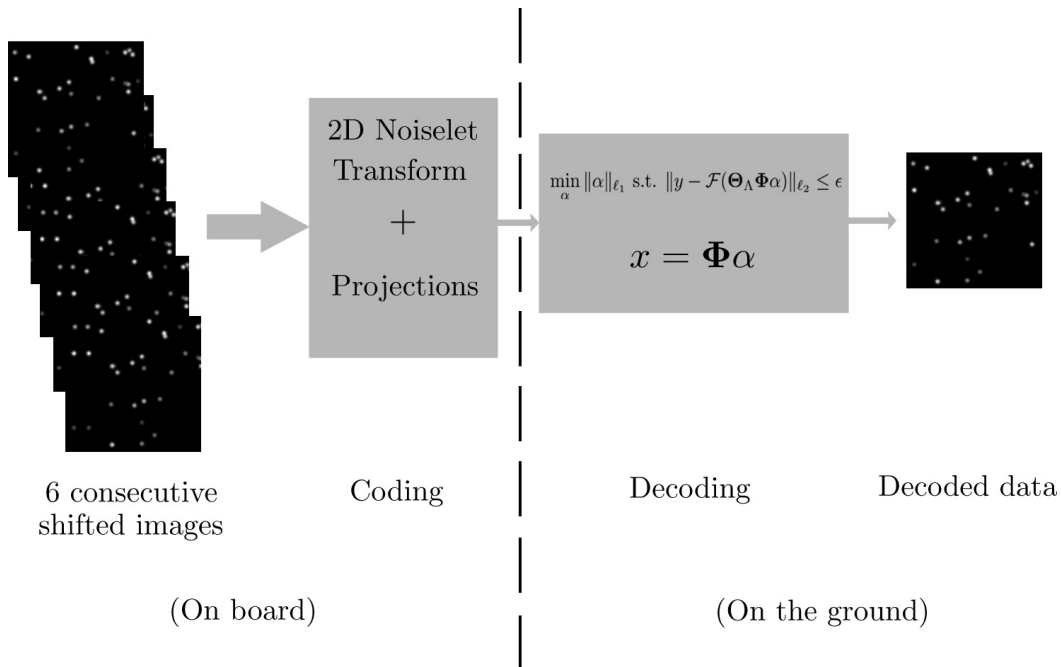 2D Noiselet
Transform
+
Projections
min_α ‖α‖_ℓ₁ s.t. ‖y − ℱ(Θ_ΛΦα)‖_ℓ₂ ≤ ϵ
x = Φα
6 consecutive
shifted images
Coding
Decoding
Decoded data
(On board)
(On the ground)